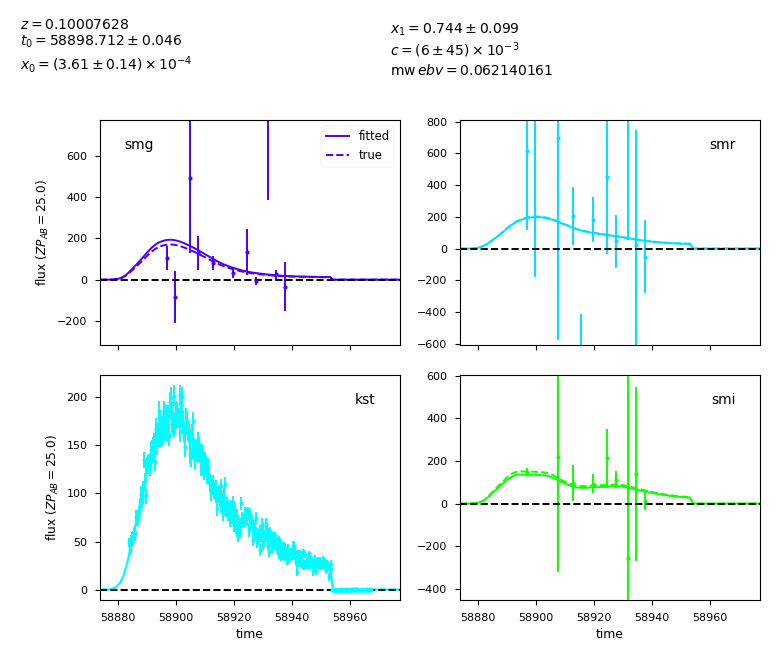 z = 0.10007628
t₀ = 58898.712 ± 0.046
x₀ = (3.61 ± 0.14) × 10⁻⁴
x₁ = 0.744 ± 0.099
c = (6 ± 45) × 10⁻³
mw ebv = 0.062140161
smg
fitted
true
600
400
200
0
−200
flux (ZP_AB = 25.0)
smr
800
600
400
200
0
−200
−400
−600
kst
200
150
100
50
0
flux (ZP_AB = 25.0)
58880 58900 58920 58940 58960
time
smi
600
400
200
0
−200
−400
58880 58900 58920 58940 58960
time